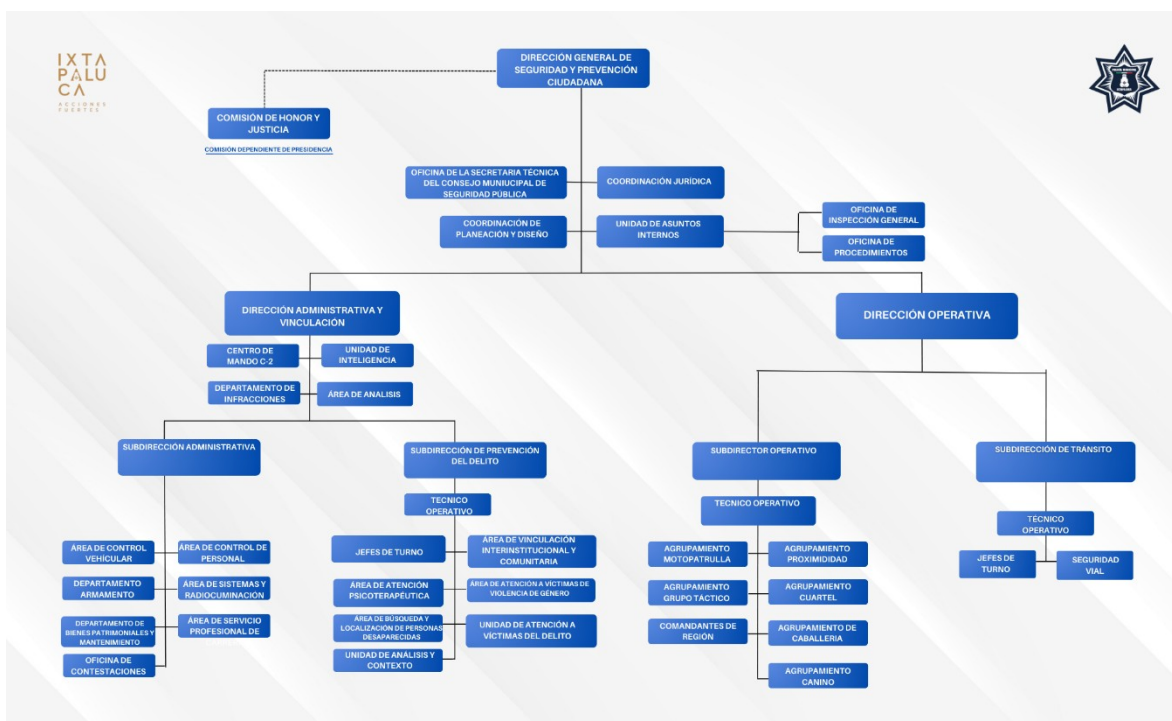 IXTA
PALU
CA
ACCIONES
FUERTES
DIRECCIÓN GENERAL DE
SEGURIDAD Y PREVENCIÓN
CIUDADANA
COMISIÓN DE HONOR Y
JUSTICIA
COMISIÓN DEPENDIENTE DE PRESIDENCIA
OFICINA DE LA SECRETARIA TÉCNICA
DEL CONSEJO MUNIUCIPAL DE
SEGURIDAD PÚBLICA
COORDINACIÓN JURÍDICA
COORDINACIÓN DE
PLANEACIÓN Y DISEÑO
UNIDAD DE ASUNTOS
INTERNOS
OFICINA DE
INSPECCIÓN GENERAL
OFICINA DE
PROCEDIMIENTOS
DIRECCIÓN ADMINISTRATIVA Y
VINCULACIÓN
DIRECCIÓN OPERATIVA
CENTRO DE
MANDO C-2
UNIDAD DE
INTELIGENCIA
DEPARTAMENTO DE
INFRACCIONES
ÁREA DE ANALISIS
SUBDIRECCIÓN ADMINISTRATIVA
SUBDIRECCIÓN DE PREVENCIÓN
DEL DELITO
SUBDIRECTOR OPERATIVO
SUBDIRECCIÓN DE TRÁNSITO
TECNICO
OPERATIVO
TECNICO OPERATIVO
TÉCNICO
OPERATIVO
ÁREA DE CONTROL
VEHÍCULAR
ÁREA DE CONTROL DE
PERSONAL
DEPARTAMENTO
ARMAMENTO
ÁREA DE SISTEMAS Y
RADIOCUMINACIÓN
DEPARTAMENTO DE
BIENES PATRIMONIALES Y
MANTENIMIENTO
ÁREA DE SERVICIO
PROFESIONAL DE
OFICINA DE
CONTESTACIONES
JEFES DE TURNO
ÁREA DE VINCULACIÓN
INTERINSTITUCIONAL Y
COMUNITARIA
ÁREA DE ATENCIÓN
PSICOTERAPÉUTICA
ÁREA DE ATENCIÓN A VÍCTIMAS DE
VIOLENCIA DE GÉNERO
ÁREA DE BÚSQUEDA Y
LOCALIZACIÓN DE PERSONAS
DESAPARECIDAS
UNIDAD DE ATENCIÓN A
VÍCTIMAS DEL DELITO
UNIDAD DE ANÁLISIS Y
CONTEXTO
AGRUPAMIENTO
MOTOPATRULLA
AGRUPAMIENTO
PROXIMIDIDAD
AGRUPAMIENTO
GRUPO TÁCTICO
AGRUPAMIENTO
CUARTEL
COMANDANTES DE
REGIÓN
AGRUPAMIENTO DE
CABALLERIA
AGRUPAMIENTO
CANINO
JEFES DE
TURNO
SEGURIDAD
VIAL